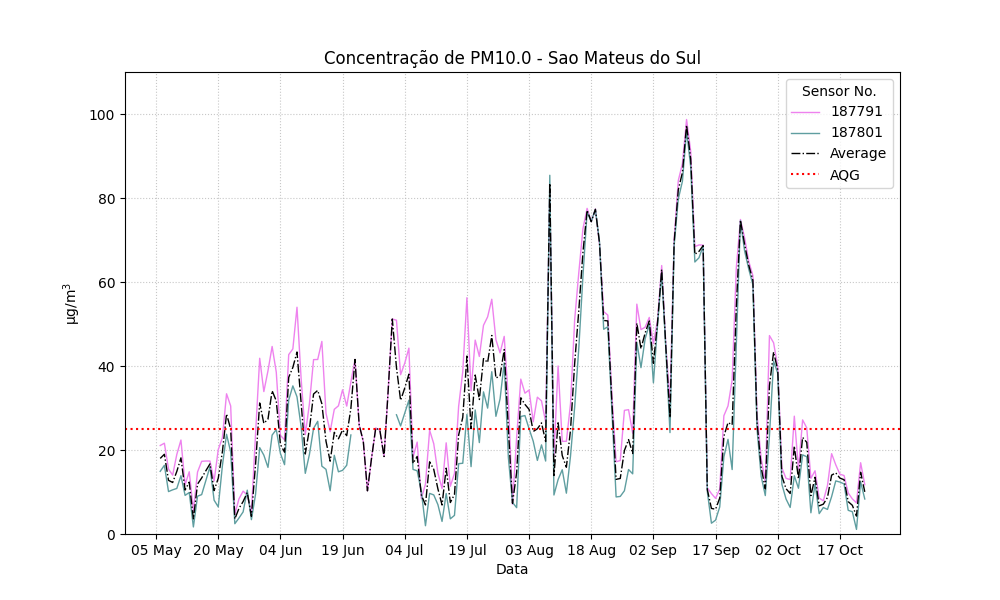 Concentração de PM10.0 - Sao Mateus do Sul
Sensor No.
187791
187801
Average
AQG
100
80
60
40
20
0
µg/m³
05 May 20 May 04 Jun 19 Jun 04 Jul 19 Jul 03 Aug 18 Aug 02 Sep 17 Sep 02 Oct 17 Oct
Data